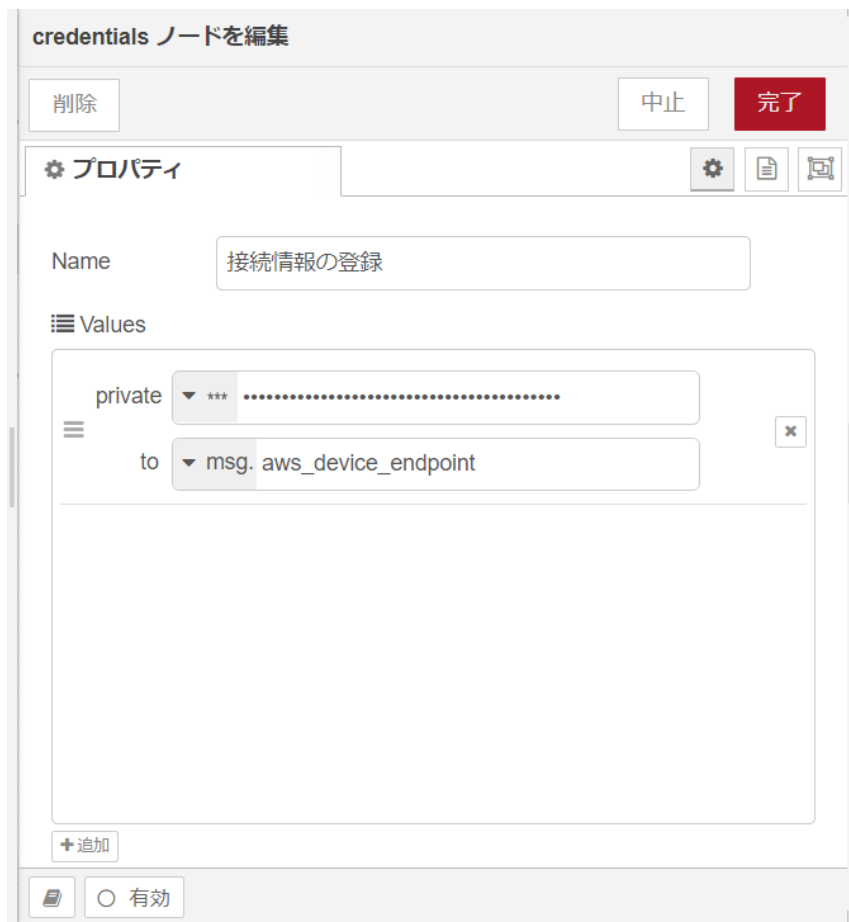 credentials ノードを編集
削除 中止 完了
プロパティ
Name 接続情報の登録
Values
private *** ••••••••••••••••••••••••••••••••••••••••
to msg. aws_device_endpoint
+追加
有効